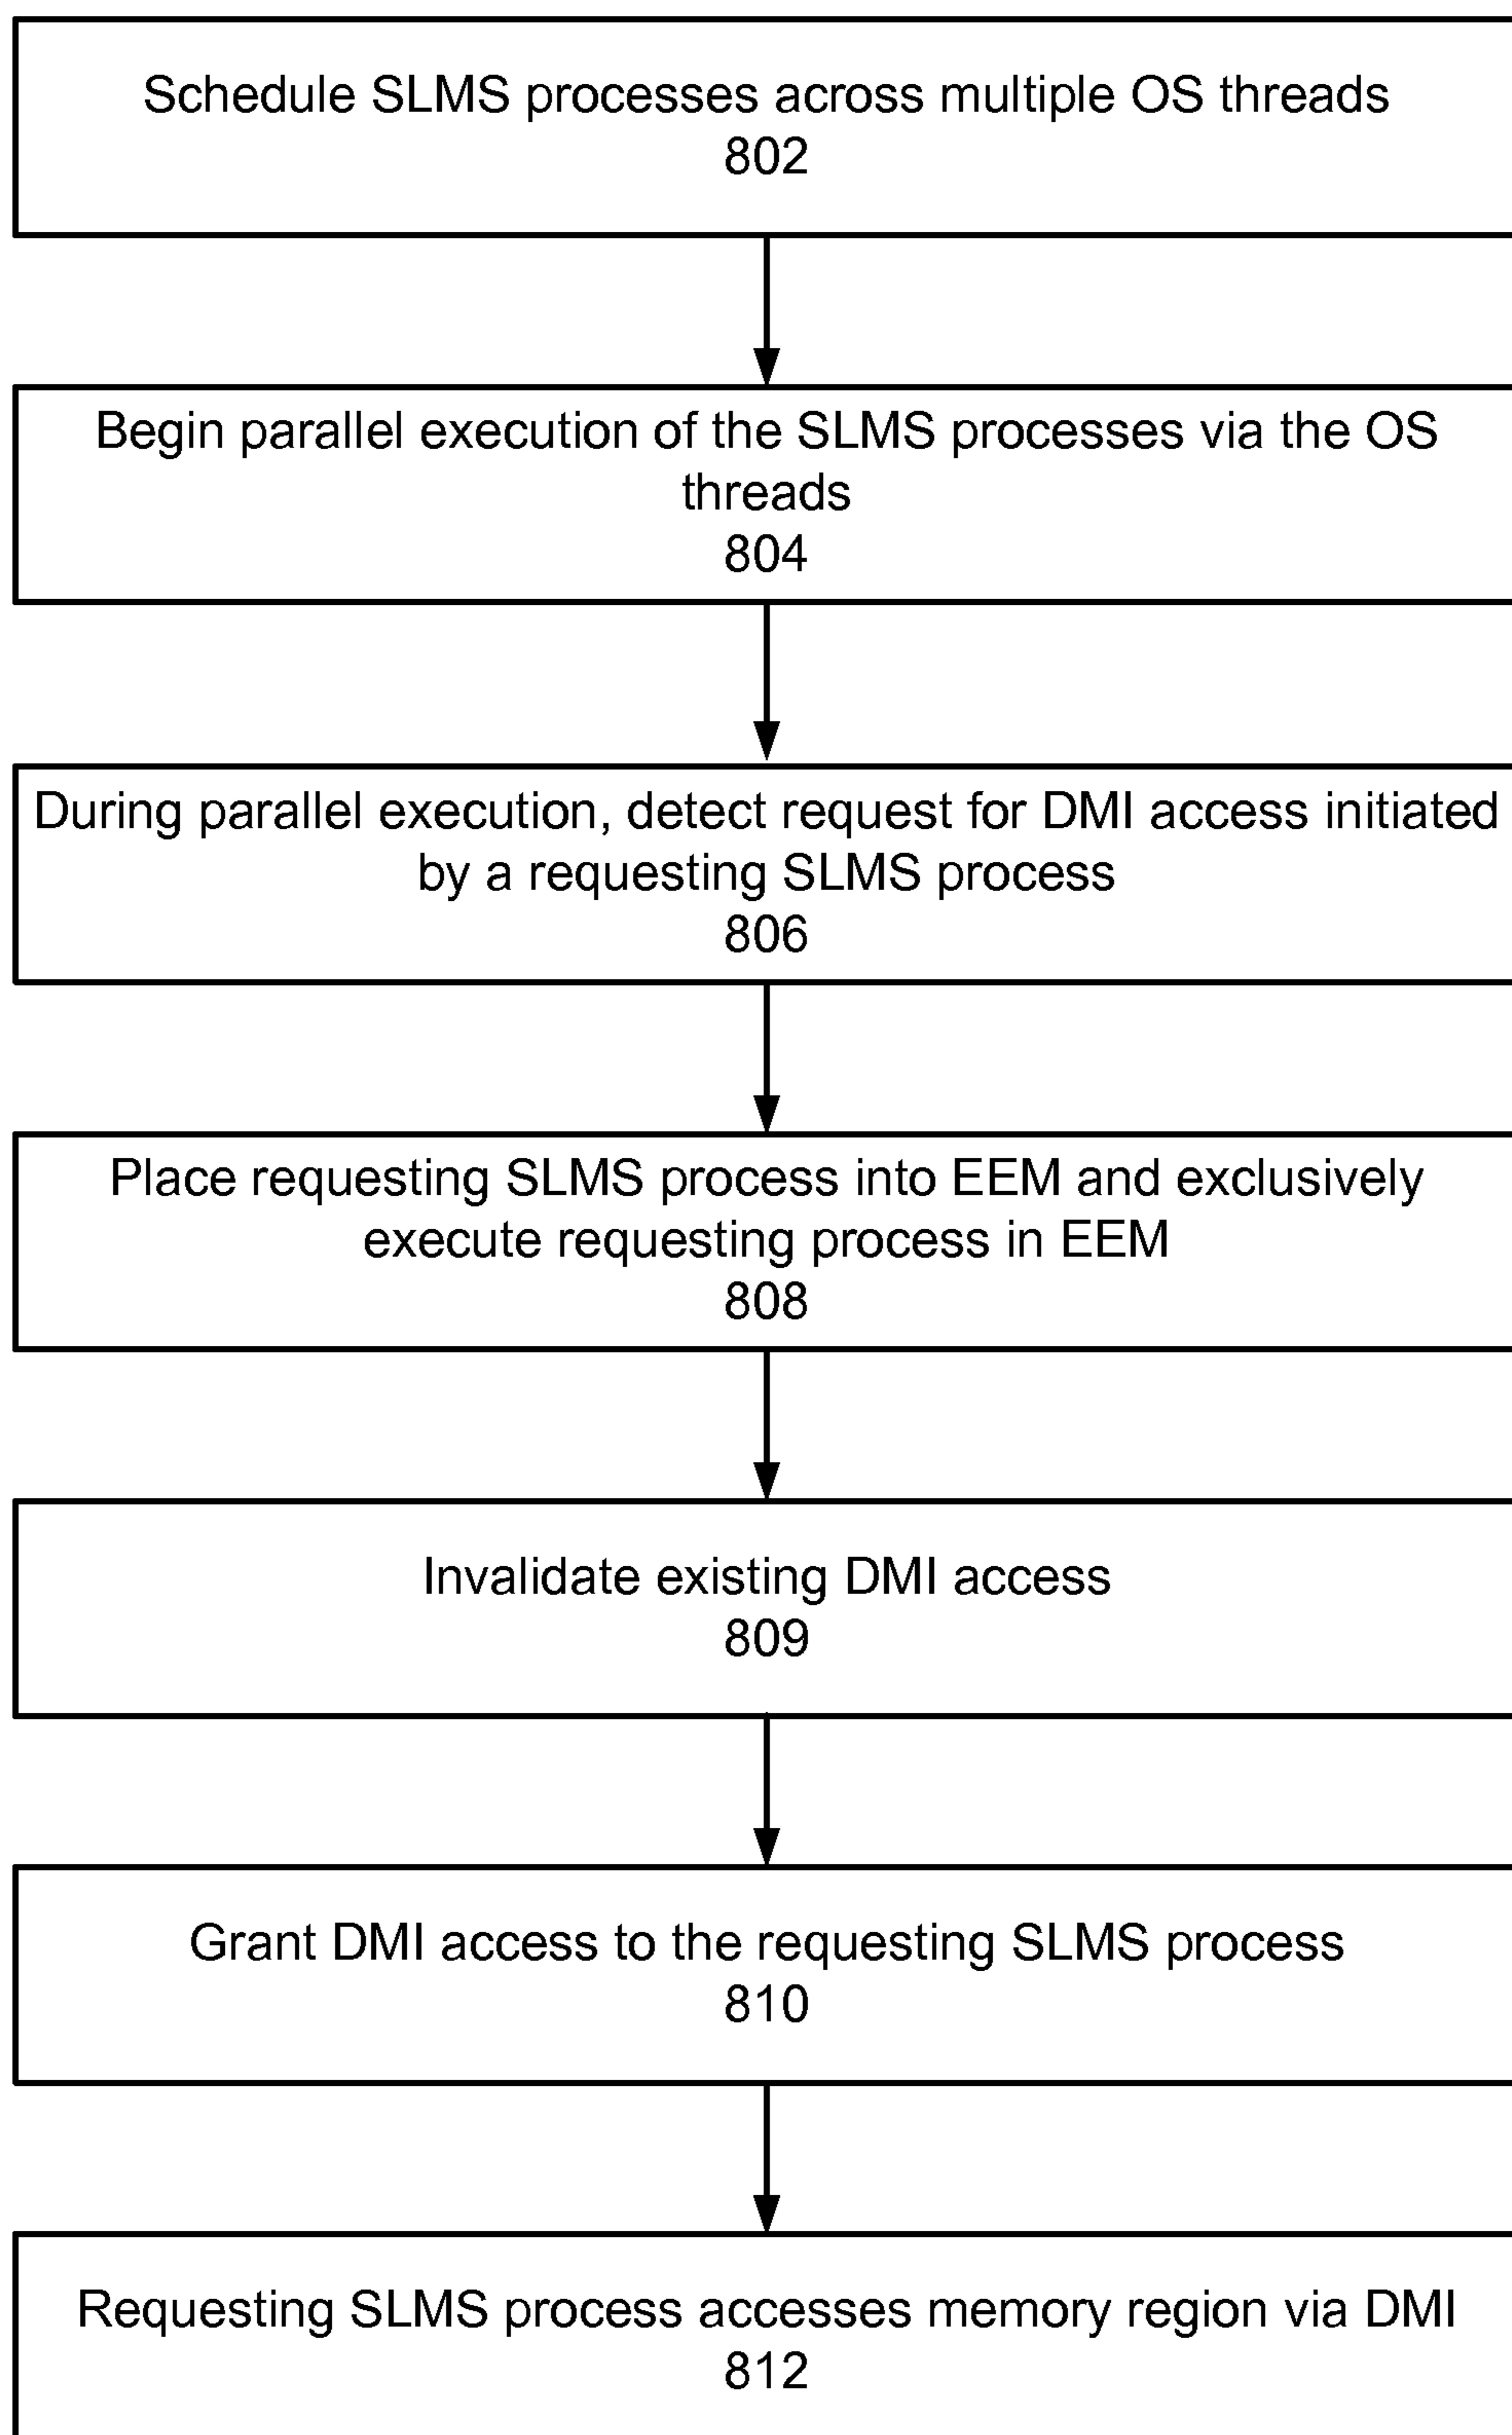 Schedule SLMS processes across multiple OS threads
802
Begin parallel execution of the SLMS processes via the OS
threads
804
During parallel execution, detect request for DMI access initiated
by a requesting SLMS process
806
Place requesting SLMS process into EEM and exclusively
execute requesting process in EEM
808
Invalidate existing DMI access
809
Grant DMI access to the requesting SLMS process
810
Requesting SLMS process accesses memory region via DMI
812